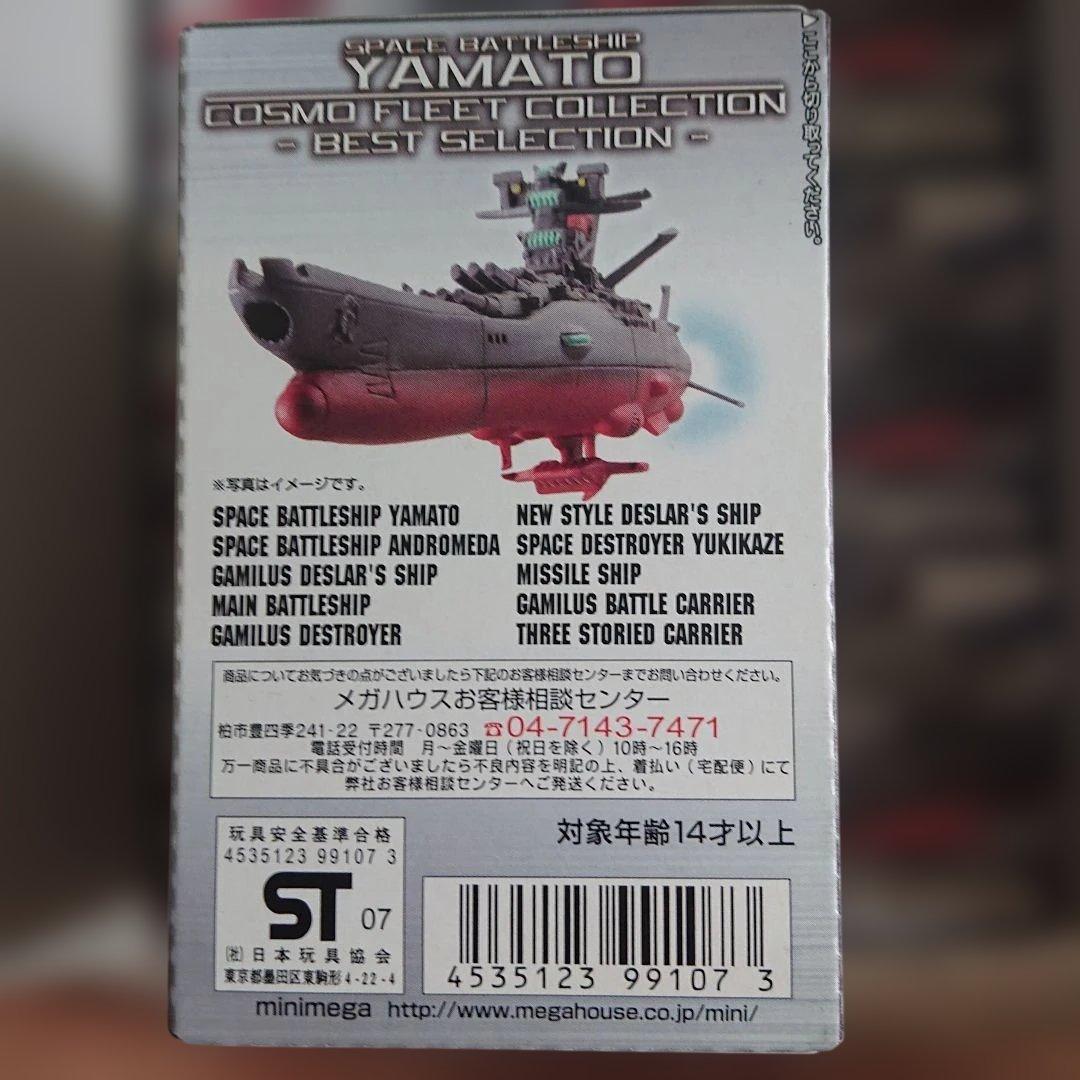 SPACE BATTLESHIP
YAMATO
COSMO FLEET COLLECTION
- BEST SELECTION -
▷ここから切り取ってください。
※写真はイメージです。
SPACE BATTLESHIP YAMATO
SPACE BATTLESHIP ANDROMEDA
GAMILUS DESLAR'S SHIP
MAIN BATTLESHIP
GAMILUS DESTROYER
NEW STYLE DESLAR'S SHIP
SPACE DESTROYER YUKIKAZE
MISSILE SHIP
GAMILUS BATTLE CARRIER
THREE STORIED CARRIER
商品についてお気づきの点がございましたら下記のお客様相談センターまでお問い合わせください。
メガハウスお客様相談センター
柏市豊四季241-22 〒277-0863 ☎04-7143-7471
電話受付時間 月～金曜日(祝日を除く)10時～16時
万一商品に不具合がございましたら不良内容を明記の上、着払い(宅配便)にて
弊社お客様相談センターへご発送ください。
対象年齢14才以上
玩具安全基準合格
4535123 99107 3
ST 07
(社)日本玩具協会
東京都墨田区東駒形4-22-4
4535123 99107 3
minimega http://www.megahouse.co.jp/mini/